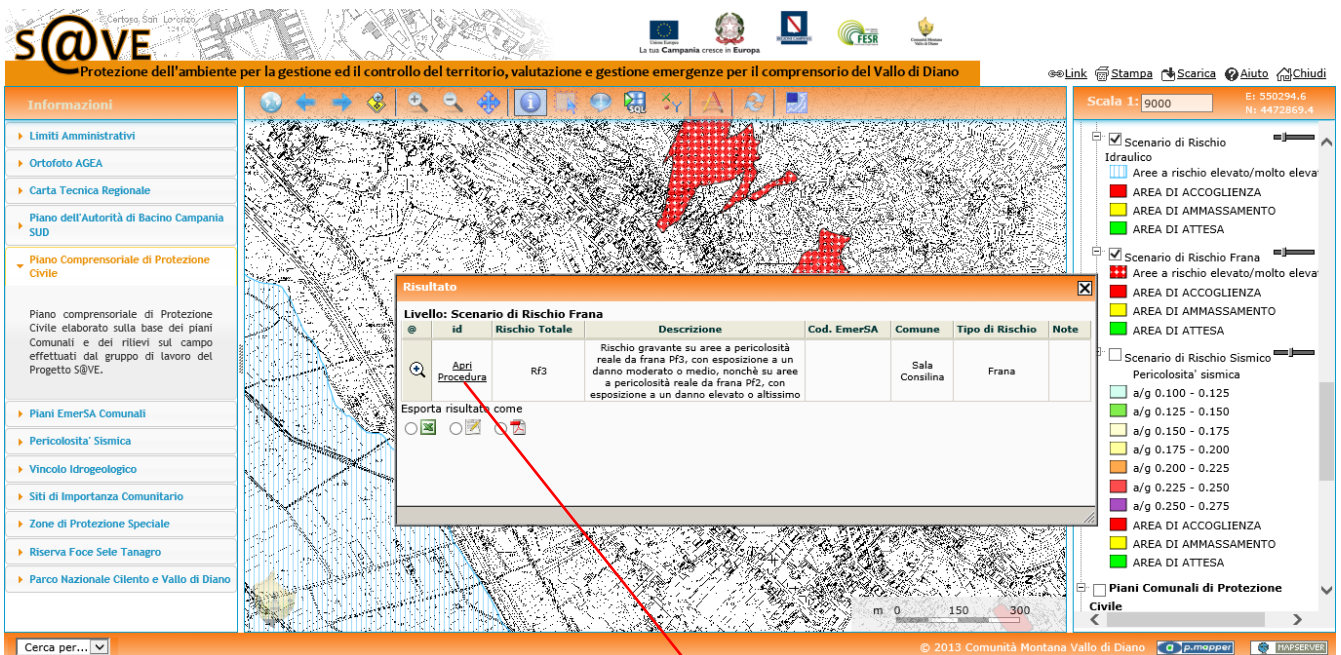 Certosa San Lorenzo
S@VE
Unione Europea
La tua Campania cresce in Europa
REGIONE CAMPANIA
FESR
Comunità Montana
Vallo di Diano
Protezione dell'ambiente per la gestione ed il controllo del territorio, valutazione e gestione emergenze per il comprensorio del Vallo di Diano
Link Stampa Scarica Aiuto Chiudi
Informazioni
Limiti Amministrativi
Ortofoto AGEA
Carta Tecnica Regionale
Piano dell'Autorità di Bacino Campania
SUD
Piano Comprensoriale di Protezione
Civile
Piano comprensoriale di Protezione
Civile elaborato sulla base dei piani
Comunali e dei rilievi sul campo
effettuati dal gruppo di lavoro del
Progetto S@VE.
Piani EmerSA Comunali
Pericolosita' Sismica
Vincolo Idrogeologico
Siti di Importanza Comunitario
Zone di Protezione Speciale
Riserva Foce Sele Tanagro
Parco Nazionale Cilento e Vallo di Diano
SQL
Risultato
Livello: Scenario di Rischio Frana
@ id Rischio Totale Descrizione Cod. EmerSA Comune Tipo di Rischio Note
Apri
Procedura
Rf3
Rischio gravante su aree a pericolosità
reale da frana Pf3, con esposizione a un
danno moderato o medio, nonchè su aree
a pericolosità reale da frana Pf2, con
esposizione a un danno elevato o altissimo
Sala
Consilina
Frana
Esporta risultato come
m 0 150 300
Scala 1: 9000
E: 550294.6
N: 4472869.4
Scenario di Rischio
Idraulico
Aree a rischio elevato/molto eleva
AREA DI ACCOGLIENZA
AREA DI AMMASSAMENTO
AREA DI ATTESA
Scenario di Rischio Frana
Aree a rischio elevato/molto eleva
AREA DI ACCOGLIENZA
AREA DI AMMASSAMENTO
AREA DI ATTESA
Scenario di Rischio Sismico
Pericolosita' sismica
a/g 0.100 - 0.125
a/g 0.125 - 0.150
a/g 0.150 - 0.175
a/g 0.175 - 0.200
a/g 0.200 - 0.225
a/g 0.225 - 0.250
a/g 0.250 - 0.275
AREA DI ACCOGLIENZA
AREA DI AMMASSAMENTO
AREA DI ATTESA
Piani Comunali di Protezione
Civile
Cerca per...
© 2013 Comunità Montana Vallo di Diano
p.mapper
MAPSERVER